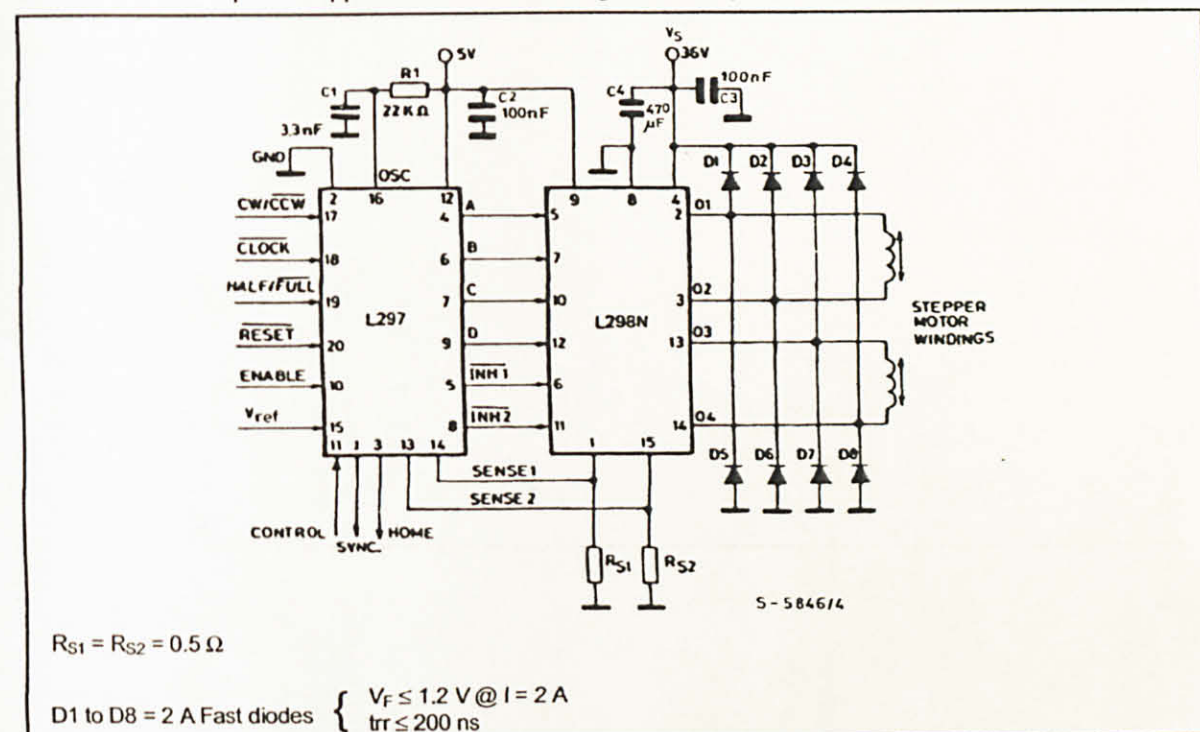 Vs
36V
5V
R1
22KΩ
C1
3.3nF
C2
100nF
C4
470
µF
100nF
C3
GND
OSC
2 16 12
9 8 4
D1 D2 D3 D4
CW/CCW 17
4 A 5
2 O1
CLOCK 18
6 B 7
HALF/FULL 19
7 C 10
3 O2
L297
L298N
STEPPER
MOTOR
WINDINGS
RESET 20
9 D 12
13 O3
ENABLE 10
5 INH1 6
Vref 15
8 INH2 11
14 O4
11 1 3 13 14
1 15
D5 D6 D7 D8
SENSE1
SENSE 2
CONTROL
SYNC.
HOME
RS1
RS2
S-5846/4
RS1 = RS2 = 0.5 Ω
VF ≤ 1.2 V @ I = 2 A
D1 to D8 = 2 A Fast diodes {
trr ≤ 200 ns